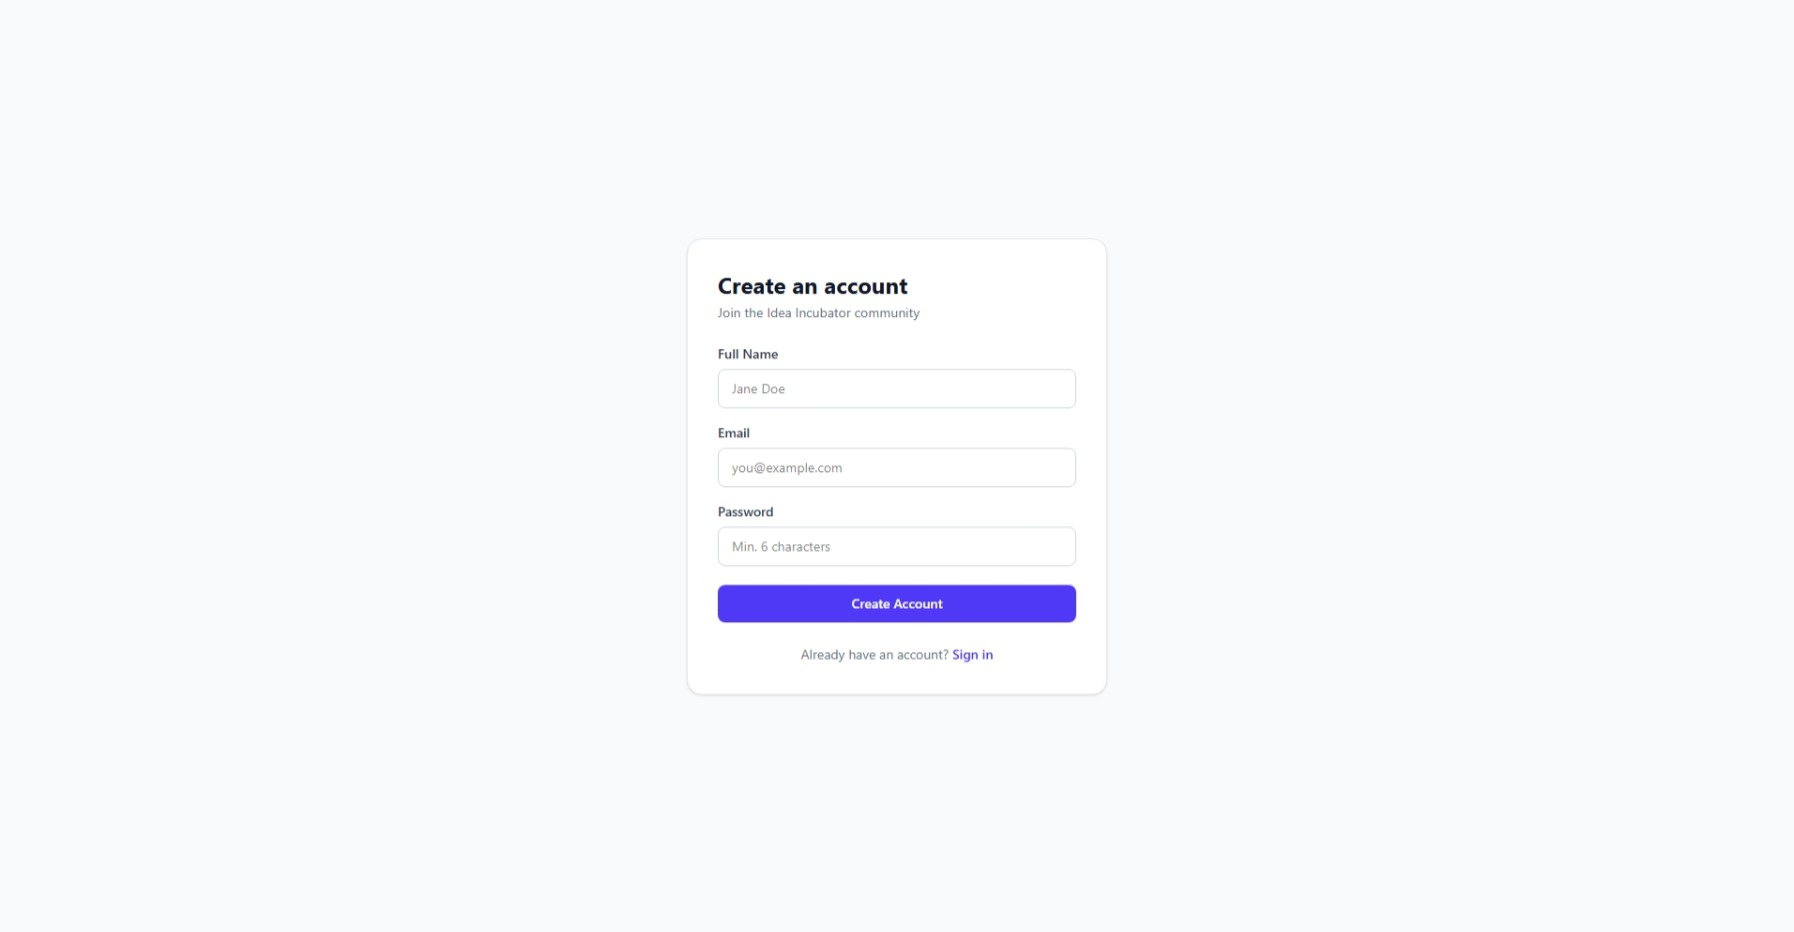 Create an account
Join the Idea Incubator community
Full Name
Jane Doe
Email
you@example.com
Password
Min. 6 characters
Create Account
Already have an account? Sign in